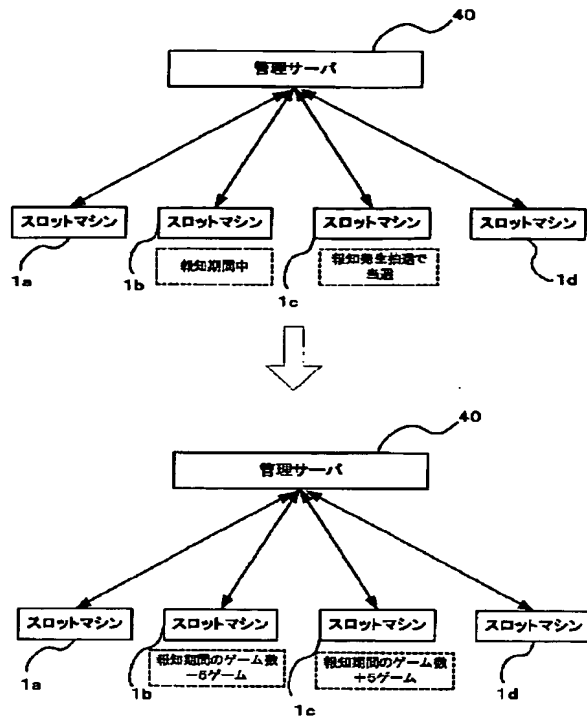 40
管理サーバ
スロットマシン スロットマシン スロットマシン スロットマシン
1a 1b 報知期間中 1c 報知発生抽選で
当選 1d
40
管理サーバ
スロットマシン スロットマシン スロットマシン スロットマシン
1a 1b 報知期間のゲーム数 1c 報知期間のゲーム数 1d
−5ゲーム +5ゲーム